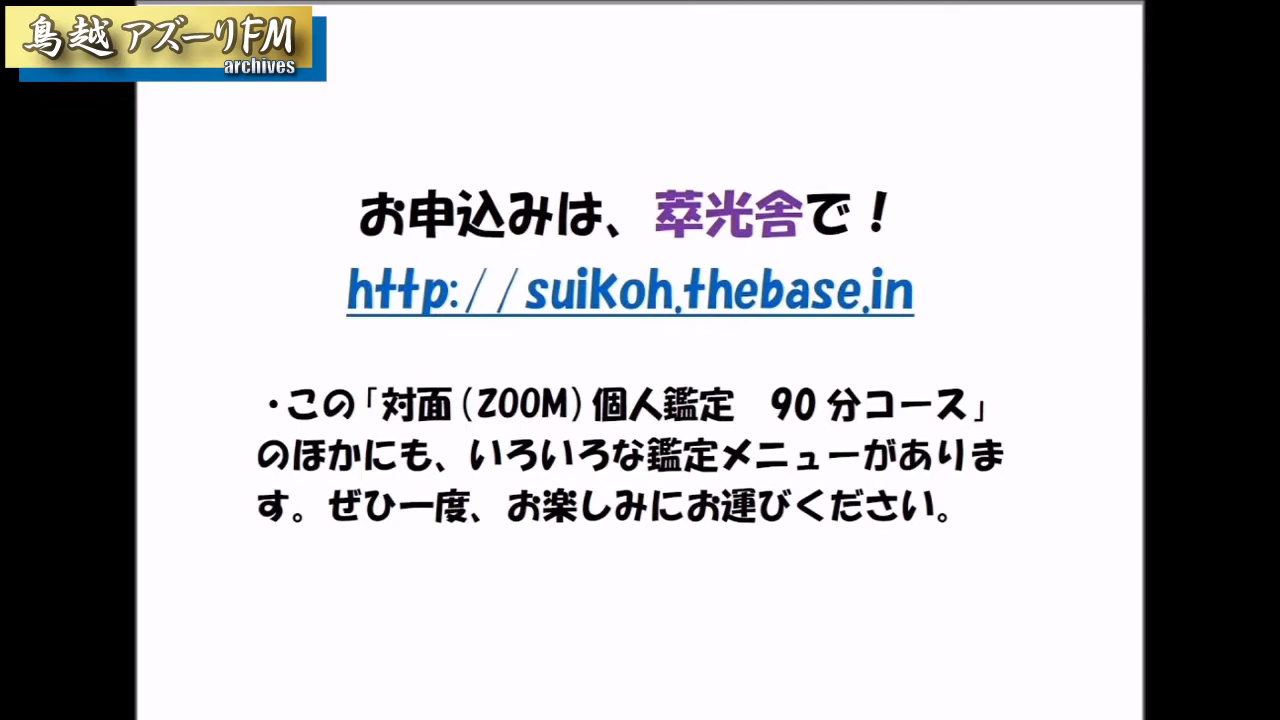 鳥越アズーリFM
archives
お申込みは、萃光舎で！
http://suikoh.thebase.in
・この「対面(ZOOM)個人鑑定　90分コース」
のほかにも、いろいろな鑑定メニューがありま
す。ぜひ一度、お楽しみにお運びください。